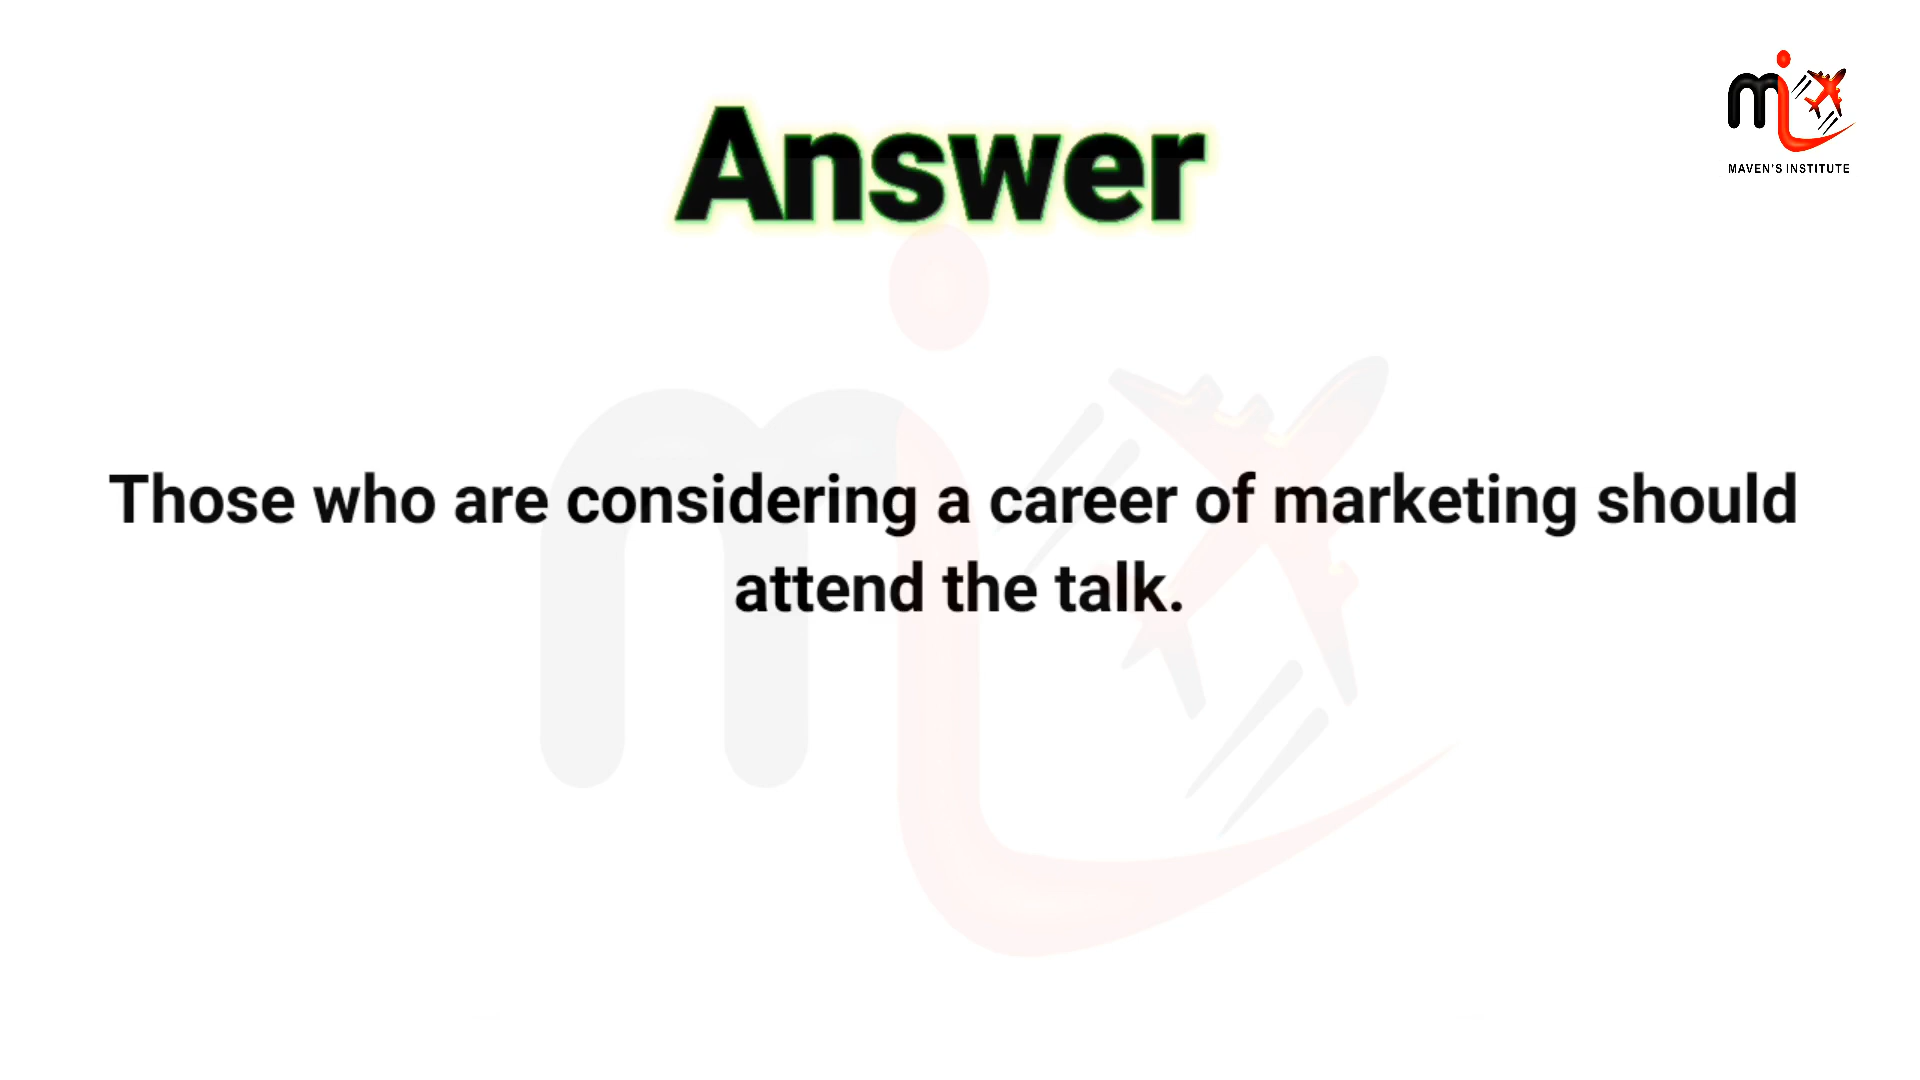 Answer
MAVEN'S INSTITUTE
Those who are considering a career of marketing should
attend the talk.